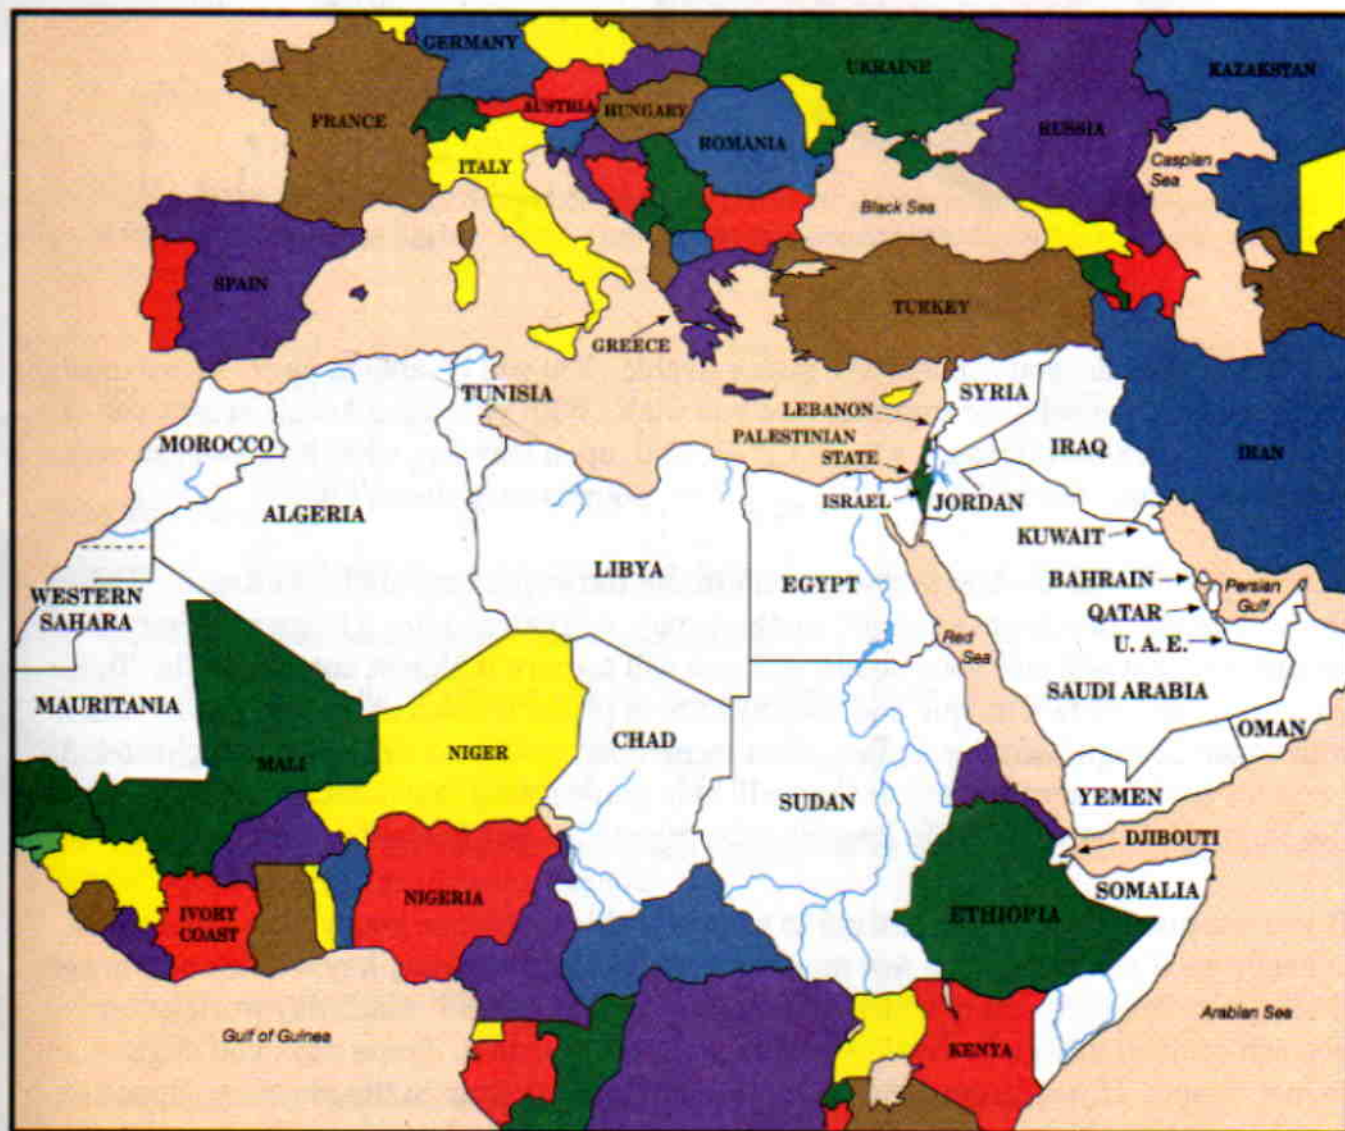 GERMANY
UKRAINE
KAZAKSTAN
FRANCE
AUSTRIA
HUNGARY
RUSSIA
ROMANIA
ITALY
Caspian
Sea
Black Sea
SPAIN
TURKEY
GREECE
TUNISIA
SYRIA
LEBANON
MOROCCO
PALESTINIAN
STATE
IRAQ
IRAN
ISRAEL
JORDAN
ALGERIA
KUWAIT
LIBYA
EGYPT
BAHRAIN
Persian
Gulf
WESTERN
SAHARA
QATAR
U. A. E.
Red
Sea
SAUDI ARABIA
MAURITANIA
OMAN
CHAD
NIGER
MALI
SUDAN
YEMEN
DJIBOUTI
SOMALIA
NIGERIA
IVORY
COAST
ETHIOPIA
Gulf of Guinea
Arabian Sea
KENYA